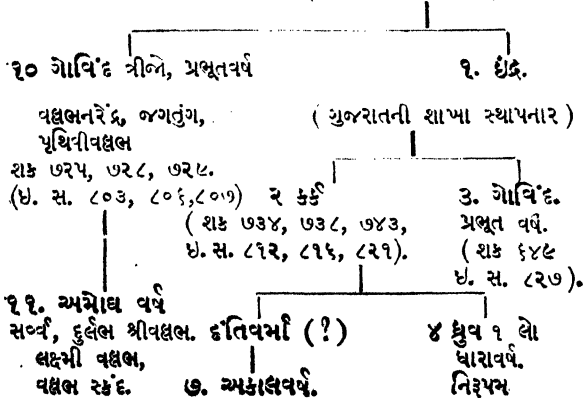 ૧૦ ગોવિંદ ત્રીજો, પ્રભૂતવર્ષ
૧. ઇંદ્ર.
વલ્લભનરેંદ્ર, જગતુંગ,
પૃથિવીવલ્લભ
શક ૭૨૫, ૭૨૮, ૭૨૯.
(ઇ. સ. ૮૦૩, ૮૦૬,૮૦૭)
( ગુજરાતની શાખા સ્થાપનાર )
૨ કર્ક
( શક ૭૩૪, ૭૩૮, ૭૪૩,
ઇ. સ. ૮૧૨, ૮૧૬, ૮૨૧).
૩. ગોવિંદ.
પ્રભૂત વર્ષ.
( શક ૬૪૯
ઇ. સ. ૮૨૭ ).
૧૧. અમોઘ વર્ષ
સર્વ્વ, દુર્લભ શ્રીવલ્લભ.
લક્ષ્મી વલ્લભ,
વલ્લભ સ્કંદ.
દંતિવર્મા (?)
૭. અકાલવર્ષ.
૪ ધ્રુવ ૧ લો
ધારાવર્ષ.
નિરૂપમ